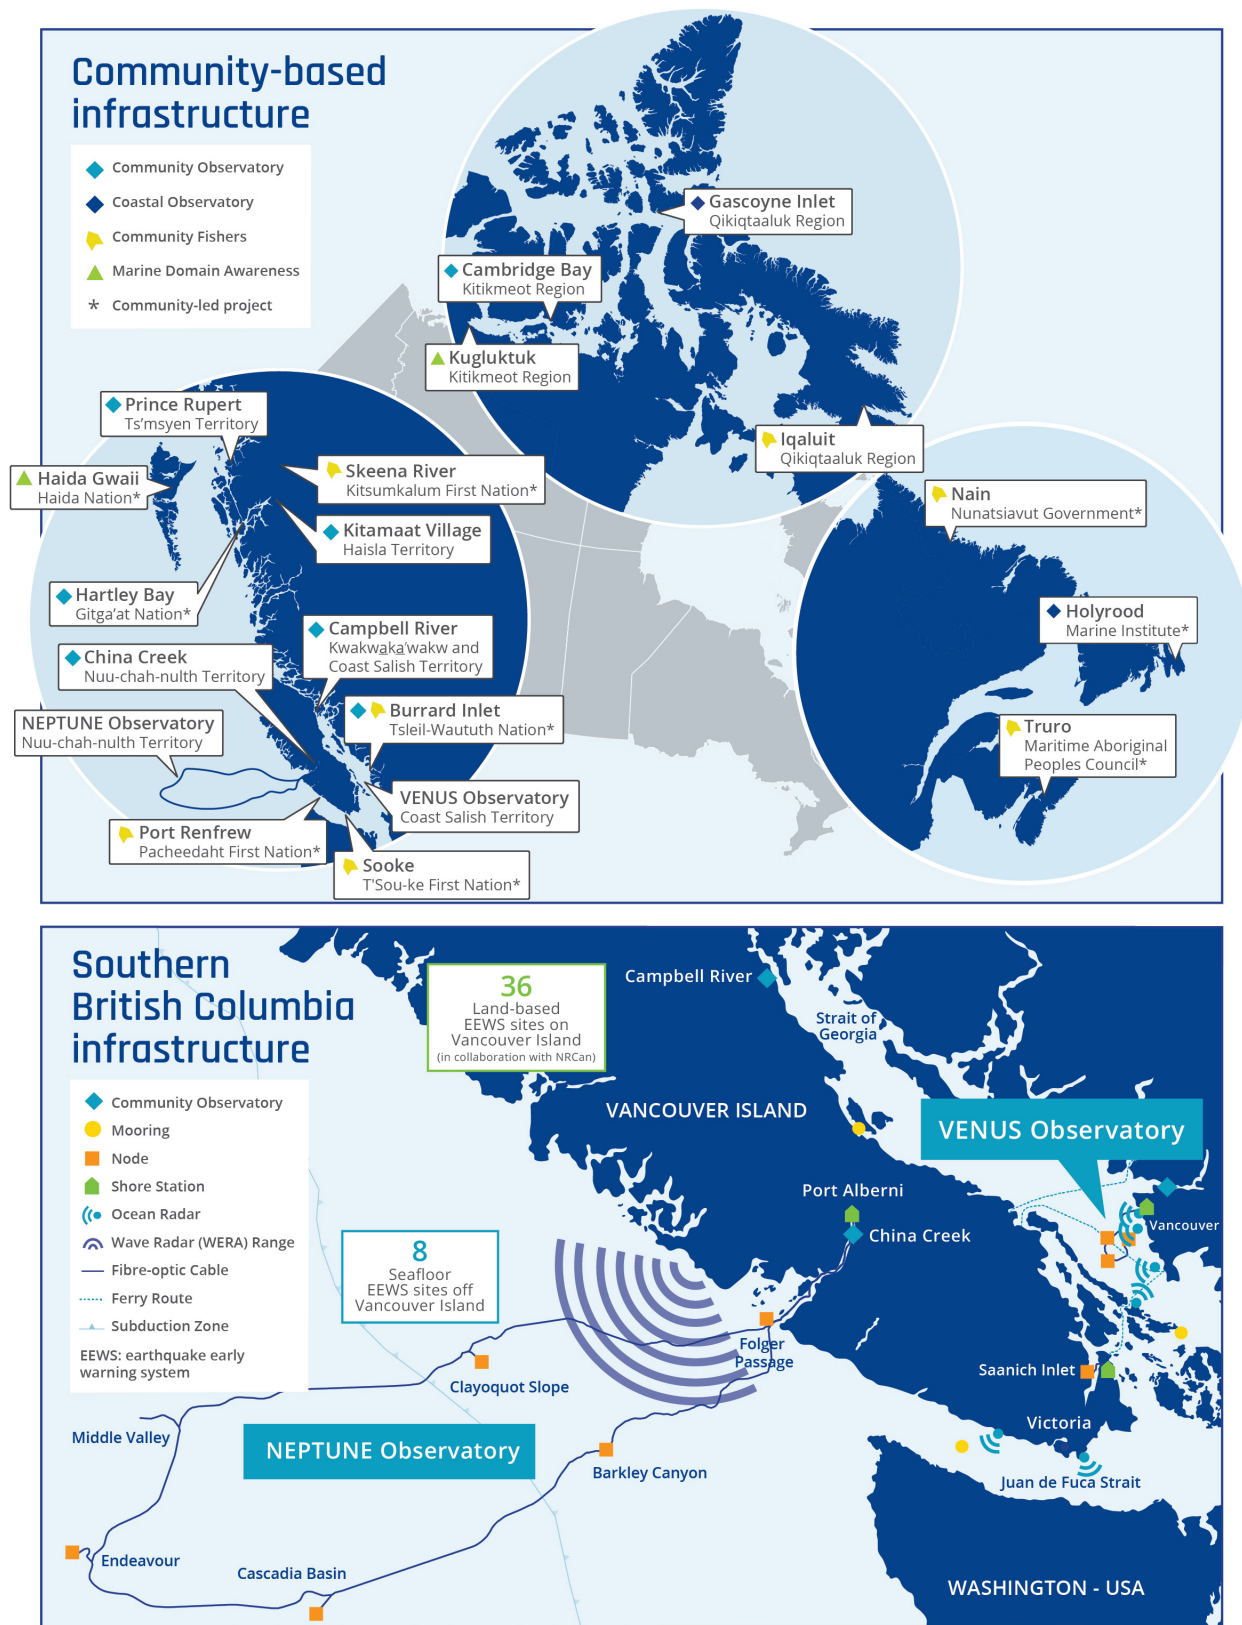 Community-based
infrastructure
Community Observatory
Coastal Observatory
Community Fishers
Marine Domain Awareness
* Community-led project
Gascoyne Inlet
Qikiqtaaluk Region
Cambridge Bay
Kitikmeot Region
Kugluktuk
Kitikmeot Region
Iqaluit
Qikiqtaaluk Region
Prince Rupert
Ts’msyen Territory
Haida Gwaii
Haida Nation*
Skeena River
Kitsumkalum First Nation*
Kitamaat Village
Haisla Territory
Hartley Bay
Gitga’at Nation*
Campbell River
Kwakwa̱ka̱’wakw and
Coast Salish Territory
China Creek
Nuu-chah-nulth Territory
Burrard Inlet
Tsleil-Waututh Nation*
NEPTUNE Observatory
Nuu-chah-nulth Territory
VENUS Observatory
Coast Salish Territory
Port Renfrew
Pacheedaht First Nation*
Sooke
T'Sou-ke First Nation*
Nain
Nunatsiavut Government*
Holyrood
Marine Institute*
Truro
Maritime Aboriginal
Peoples Council*
Southern
British Columbia
infrastructure
Community Observatory
Mooring
Node
Shore Station
Ocean Radar
Wave Radar (WERA) Range
Fibre-optic Cable
Ferry Route
Subduction Zone
EEWS: earthquake early
warning system
36
Land-based
EEWS sites on
Vancouver Island
(in collaboration with NRCan)
Campbell River
Strait of
Georgia
VANCOUVER ISLAND
VENUS Observatory
Port Alberni
China Creek
Vancouver
8
Seafloor
EEWS sites off
Vancouver Island
Folger
Passage
Saanich Inlet
Clayoquot Slope
Victoria
Middle Valley
NEPTUNE Observatory
Barkley Canyon
Juan de Fuca Strait
Endeavour
Cascadia Basin
WASHINGTON - USA